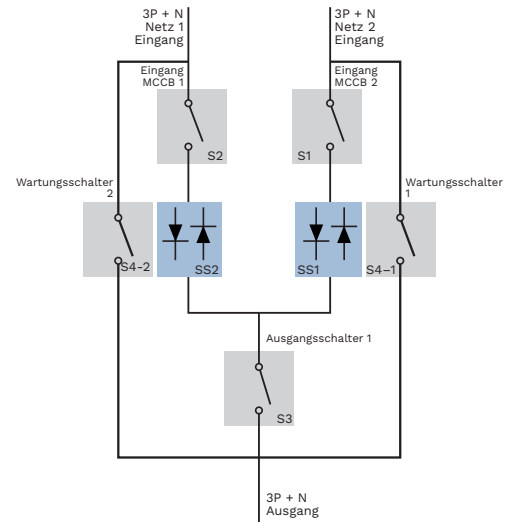 3P + N
Netz 1
Eingang
3P + N
Netz 2
Eingang
Eingang
MCCB 1
Eingang
MCCB 2
S2
S1
Wartungsschalter
2
Wartungsschalter
1
S4-2
SS2
SS1
S4–1
Ausgangsschalter 1
S3
3P + N
Ausgang